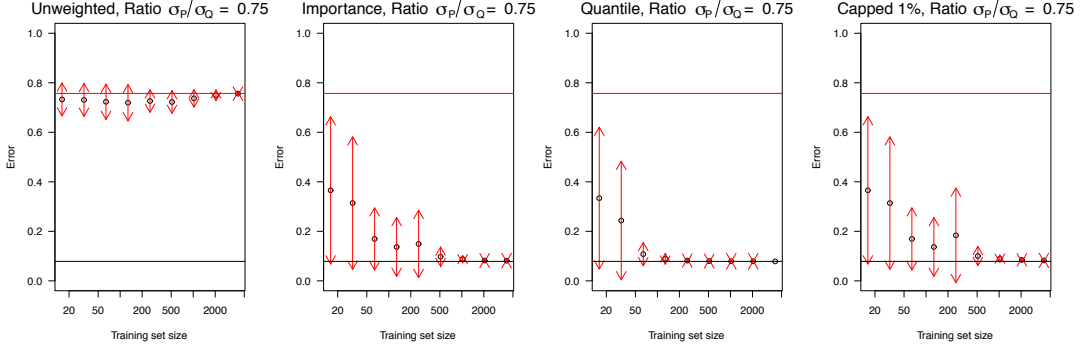 Unweighted, Ratio σP/σQ = 0.75
1.0
0.8
0.6
0.4
0.2
0.0
Error
20 50 200 500 2000
Training set size
Importance, Ratio σP/σQ = 0.75
1.0
0.8
0.6
0.4
0.2
0.0
Error
20 50 200 500 2000
Training set size
Quantile, Ratio σP/σQ = 0.75
1.0
0.8
0.6
0.4
0.2
0.0
Error
20 50 200 500 2000
Training set size
Capped 1%, Ratio σP/σQ = 0.75
1.0
0.8
0.6
0.4
0.2
0.0
Error
20 50 200 500 2000
Training set size